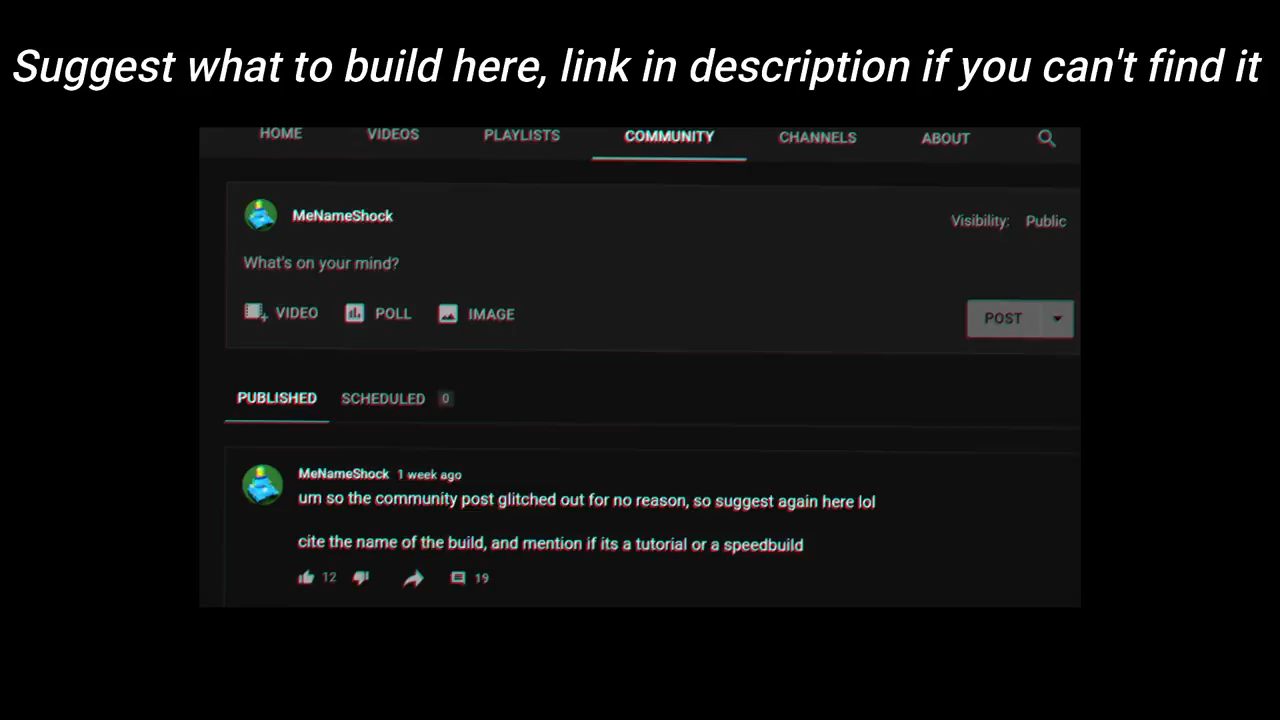 Suggest what to build here, link in description if you can't find it
HOME VIDEOS PLAYLISTS COMMUNITY CHANNELS ABOUT
MeNameShock
Visibility: Public
What's on your mind?
VIDEO POLL IMAGE
POST
PUBLISHED SCHEDULED 0
MeNameShock 1 week ago
um so the community post glitched out for no reason, so suggest again here lol
cite the name of the build, and mention if its a tutorial or a speedbuild
12 19